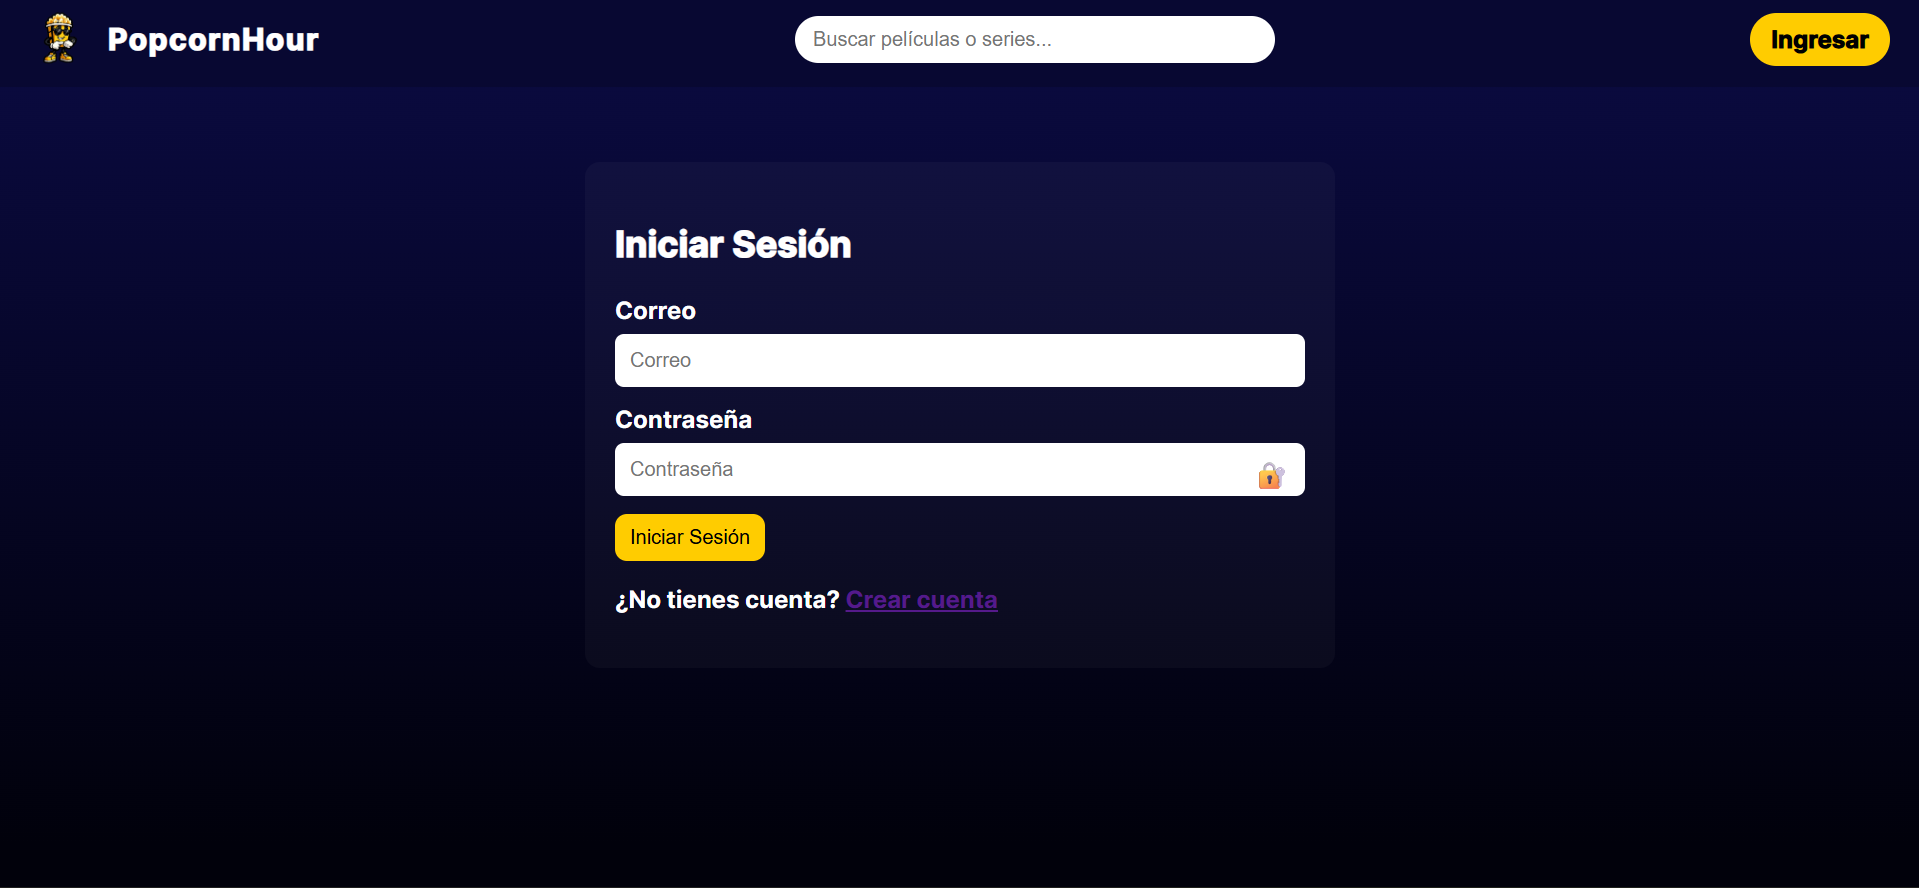 PopcornHour
Buscar películas o series...
Ingresar
Iniciar Sesión
Correo
Correo
Contraseña
Contraseña
Iniciar Sesión
¿No tienes cuenta? Crear cuenta